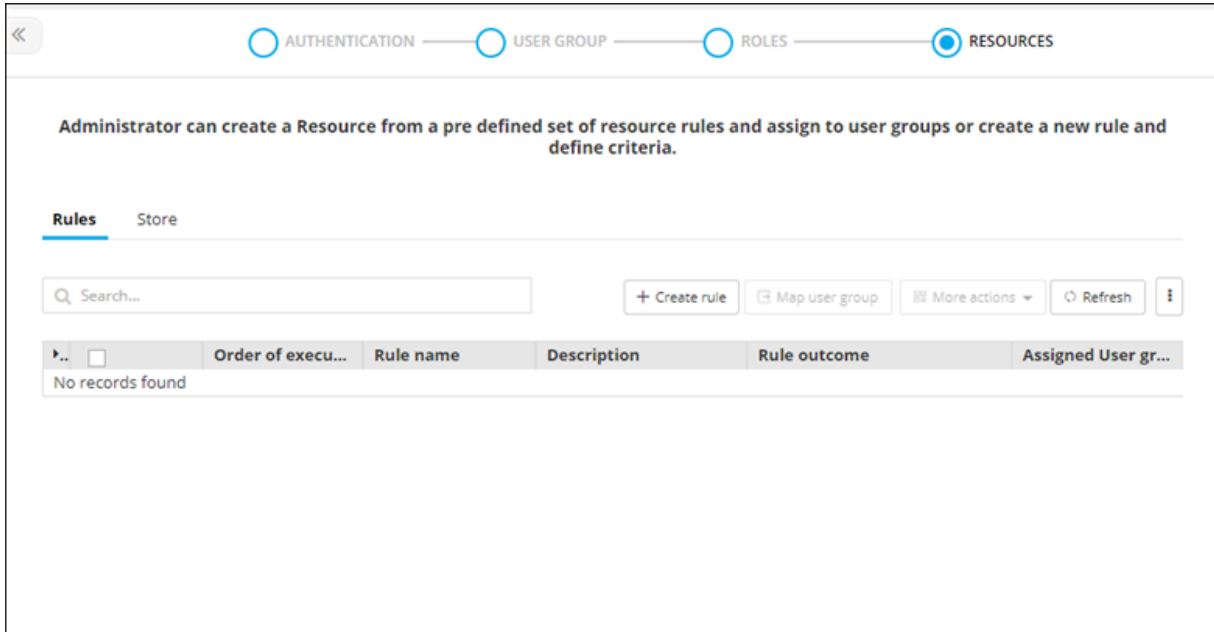 AUTHENTICATION USER GROUP ROLES RESOURCES
Administrator can create a Resource from a pre defined set of resource rules and assign to user groups or create a new rule and
define criteria.
Rules Store
Search... + Create rule Map user group More actions Refresh
.. Order of execu... Rule name Description Rule outcome Assigned User gr...
No records found